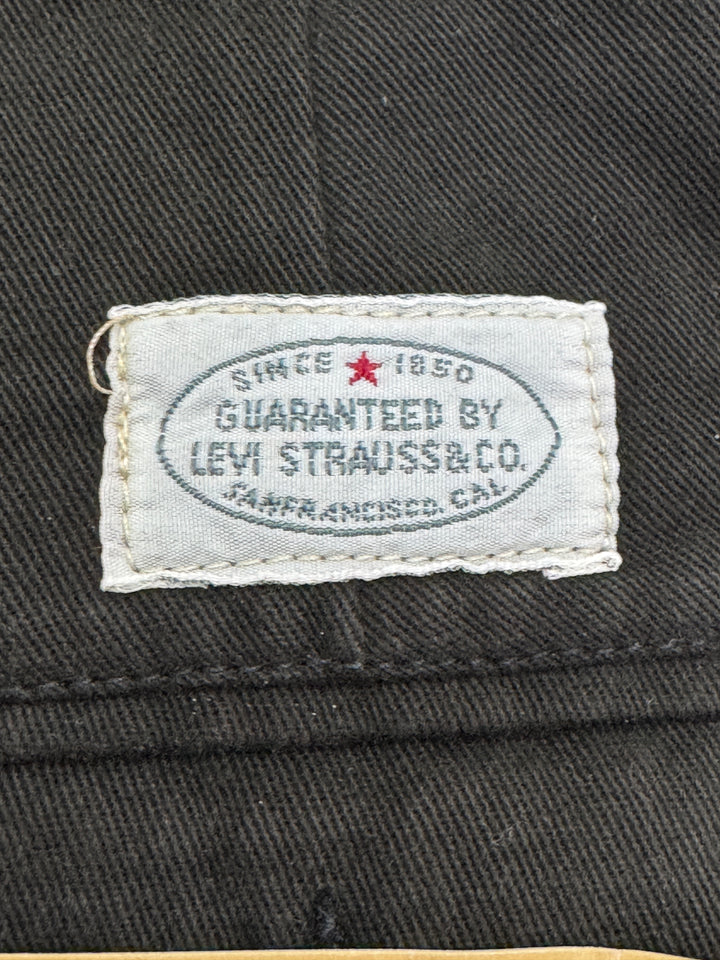 SINCE ★ 1850
GUARANTEED BY
LEVI STRAUSS & CO.
SAN FRANCISCO. CAL